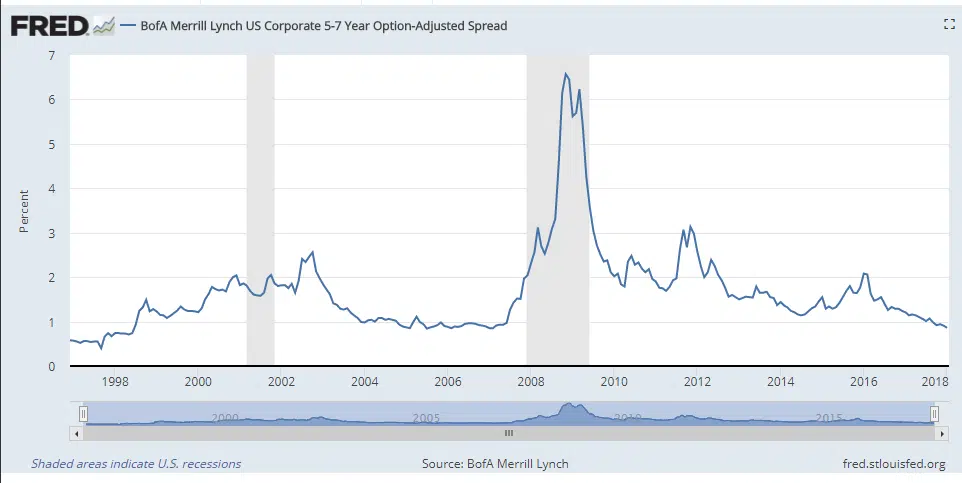 FRED
BofA Merrill Lynch US Corporate 5-7 Year Option-Adjusted Spread
7
6
5
4
3
2
1
0
Percent
1998 2000 2002 2004 2006 2008 2010 2012 2014 2016 2018
2000 2005 2010 2015
Shaded areas indicate U.S. recessions
Source: BofA Merrill Lynch
fred.stlouisfed.org